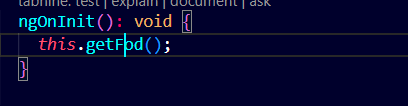 tabnine: test | explain | document | ask
ngOnInit(): void {
this.getFod();
}